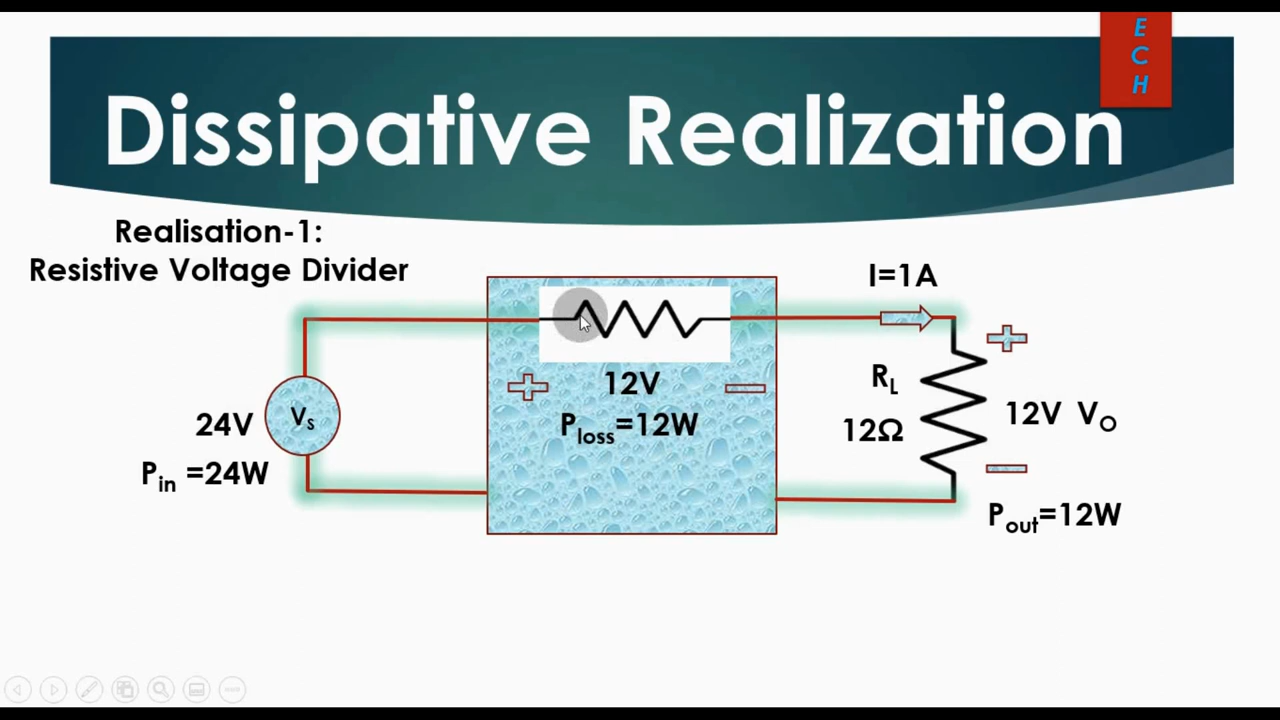 E
C
H
Dissipative Realization
Realisation-1:
Resistive Voltage Divider
I=1A
12V
Ploss=12W
RL
12Ω
24V
Vs
Pin =24W
12V VO
Pout=12W